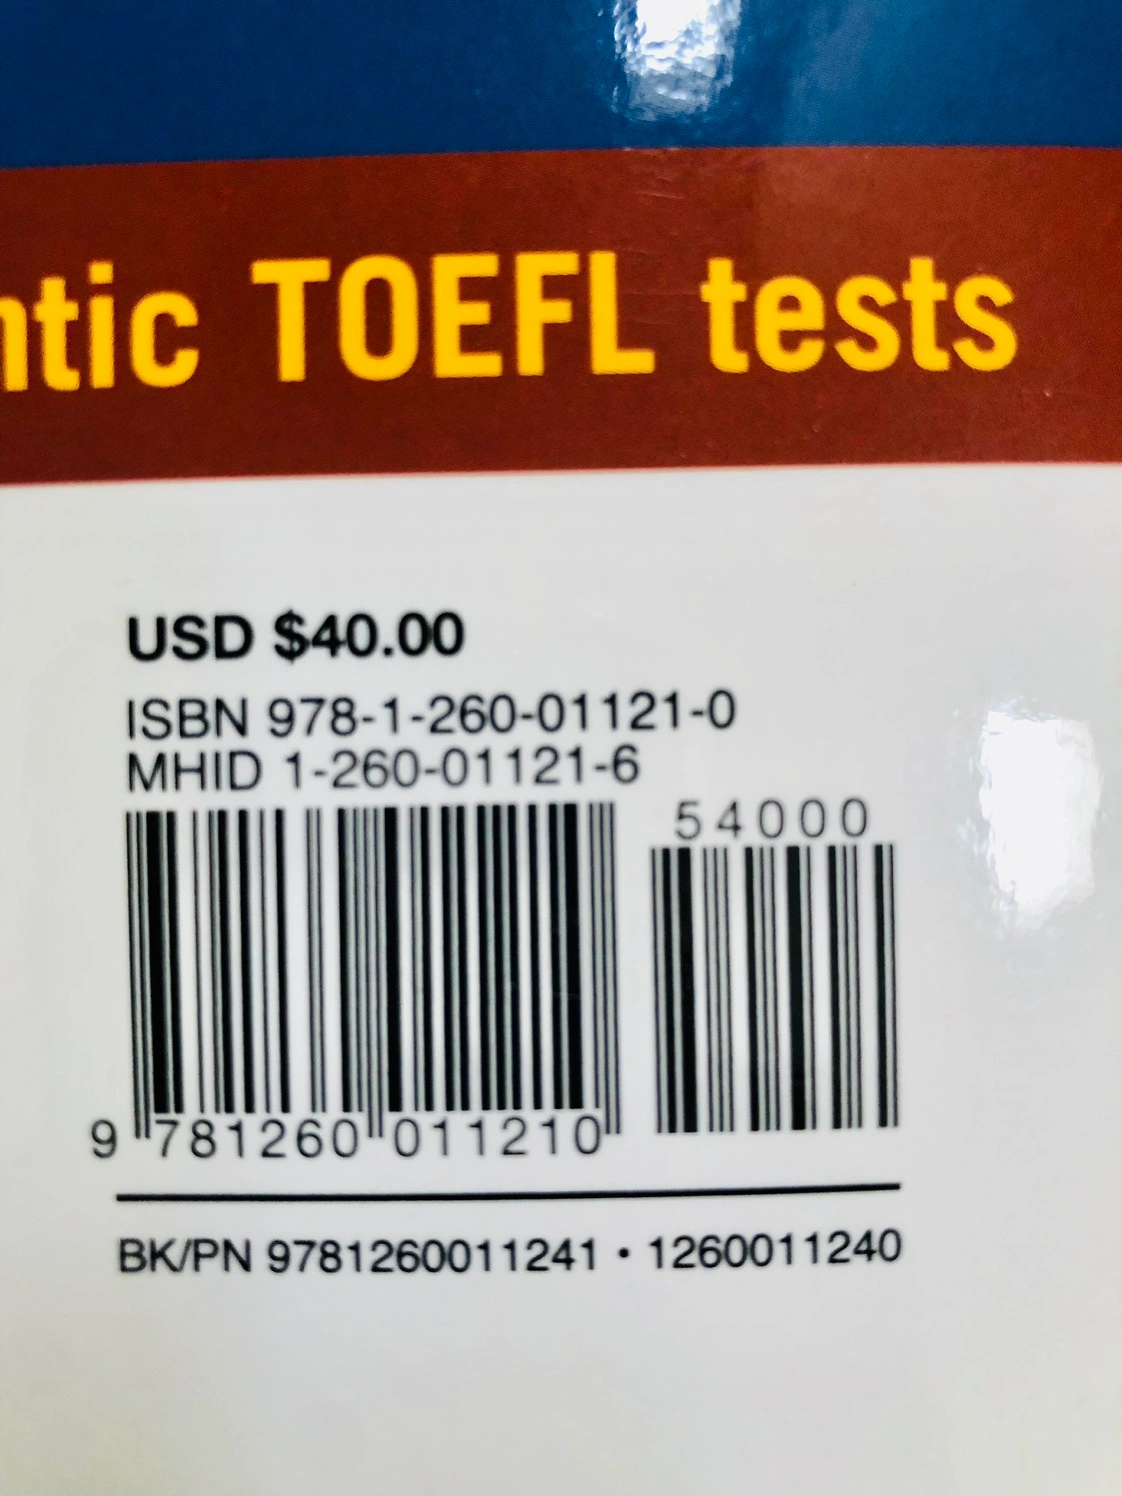 ntic TOEFL tests
USD $40.00
ISBN 978-1-260-01121-0
MHID 1-260-01121-6
54000
9 781260 011210
BK/PN 9781260011241 • 1260011240